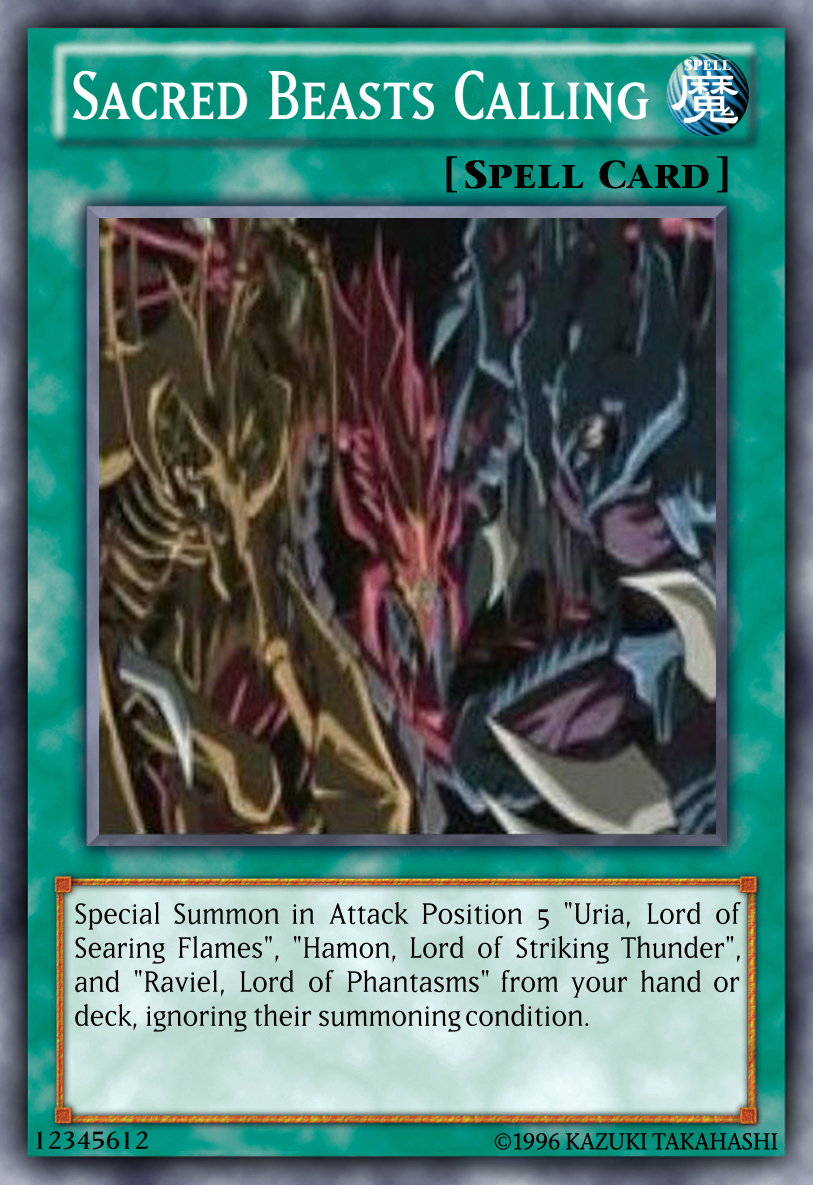 Sacred Beasts Calling
SPELL
魔
[Spell Card]
Special Summon in Attack Position 5 "Uria, Lord of
Searing Flames", "Hamon, Lord of Striking Thunder",
and "Raviel, Lord of Phantasms" from your hand or
deck, ignoring their summoning condition.
12345612
©1996 KAZUKI TAKAHASHI